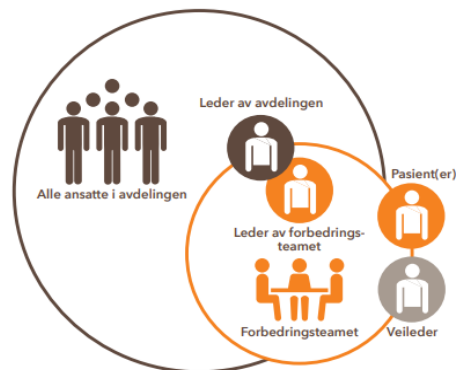 Leder av avdelingen
Alle ansatte i avdelingen
Pasient(er)
Leder av forbedrings-
teamet
Forbedringsteamet
Veileder